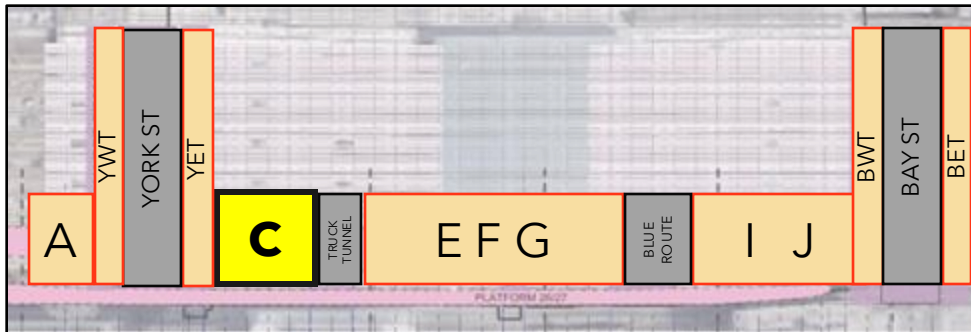 A
YWT
YORK ST
YET
C
TRUCK
TUNNEL
E F G
BLUE
ROUTE
I J
BWT
BAY ST
BET
PLATFORM 26/27